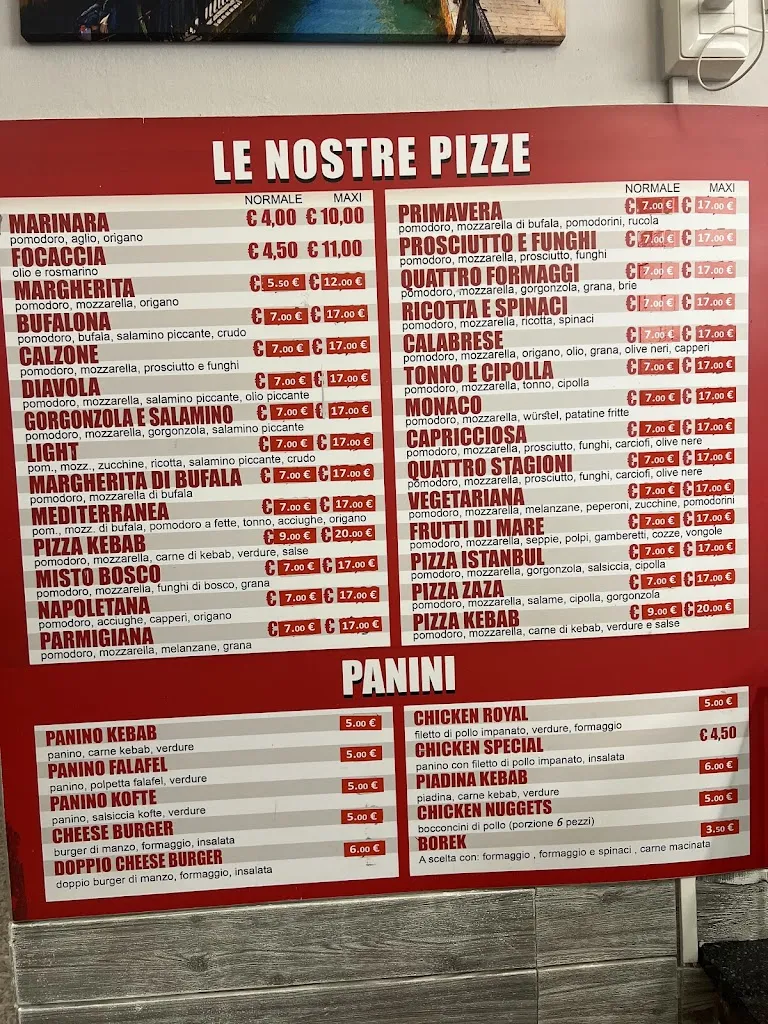 LE NOSTRE PIZZE
NORMALE MAXI
MARINARA € 4,00 € 10,00
pomodoro, aglio, origano
FOCACCIA € 4,50 € 11,00
olio e rosmarino
MARGHERITA € 5.50 € € 12.00 €
pomodoro, mozzarella, origano
BUFALONA € 7.00 € € 17.00 €
pomodoro, bufala, salamino piccante, crudo
CALZONE € 7.00 € € 17.00 €
pomodoro, mozzarella, prosciutto e funghi
DIAVOLA € 7.00 € € 17.00 €
pomodoro, mozzarella, salamino piccante, olio piccante
GORGONZOLA E SALAMINO € 7.00 € € 17.00 €
pomodoro, mozzarella, gorgonzola, salamino piccante
LIGHT € 7.00 € € 17.00 €
pom., mozz., zucchine, ricotta, salamino piccante, crudo
MARGHERITA DI BUFALA € 7.00 € € 17.00 €
pomodoro, mozzarella di bufala
MEDITERRANEA € 7.00 € € 17.00 €
pom., mozz. di bufala, pomodoro a fette, tonno, acciughe, origano
PIZZA KEBAB € 9.00 € € 20.00 €
pomodoro, mozzarella, carne di kebab, verdure, salse
MISTO BOSCO € 7.00 € € 17.00 €
pomodoro, mozzarella, funghi di bosco, grana
NAPOLETANA € 7.00 € € 17.00 €
pomodoro, acciughe, capperi, origano
PARMIGIANA € 7.00 € € 17.00 €
pomodoro, mozzarella, melanzane, grana
NORMALE MAXI
PRIMAVERA € 7.00 € € 17.00 €
pomodoro, mozzarella di bufala, pomodorini, rucola
PROSCIUTTO E FUNGHI € 7.00 € € 17.00 €
pomodoro, mozzarella, prosciutto, funghi
QUATTRO FORMAGGI € 7.00 € € 17.00 €
pomodoro, mozzarella, gorgonzola, grana, brie
RICOTTA E SPINACI € 7.00 € € 17.00 €
pomodoro, mozzarella, ricotta, spinaci
CALABRESE € 7.00 € € 17.00 €
pomodoro, mozzarella, origano, olio, grana, olive neri, capperi
TONNO E CIPOLLA € 7.00 € € 17.00 €
pomodoro, mozzarella, tonno, cipolla
MONACO € 7.00 € € 17.00 €
pomodoro, mozzarella, würstel, patatine fritte
CAPRICCIOSA € 7.00 € € 17.00 €
pomodoro, mozzarella, prosciutto, funghi, carciofi, olive nere
QUATTRO STAGIONI € 7.00 € € 17.00 €
pomodoro, mozzarella, prosciutto, funghi, carciofi, olive nere
VEGETARIANA € 7.00 € € 17.00 €
pomodoro, mozzarella, melanzane, peperoni, zucchine, pomodorini
FRUTTI DI MARE € 7.00 € € 17.00 €
pomodoro, mozzarella, seppie, polpi, gamberetti, cozze, vongole
PIZZA ISTANBUL € 7.00 € € 17.00 €
pomodoro, mozzarella, gorgonzola, salsiccia, cipolla
PIZZA ZAZA € 7.00 € € 17.00 €
pomodoro, mozzarella, salame, cipolla, gorgonzola
PIZZA KEBAB € 9.00 € € 20.00 €
pomodoro, mozzarella, carne di kebab, verdure e salse
PANINI
PANINO KEBAB 5.00 €
panino, carne kebab, verdure
PANINO FALAFEL 5.00 €
panino, polpetta falafel, verdure
PANINO KOFTE 5.00 €
panino, salsiccia kofte, verdure
CHEESE BURGER 5.00 €
burger di manzo, formaggio, insalata
DOPPIO CHEESE BURGER 6.00 €
doppio burger di manzo, formaggio, insalata
CHICKEN ROYAL 5.00 €
filetto di pollo impanato, verdure, formaggio
CHICKEN SPECIAL € 4,50
panino con filetto di pollo impanato, insalata
PIADINA KEBAB 6.00 €
piadina, carne kebab, verdure
CHICKEN NUGGETS 5.00 €
bocconcini di pollo (porzione 6 pezzi)
BOREK 3.50 €
A scelta con: formaggio , formaggio e spinaci , carne macinata